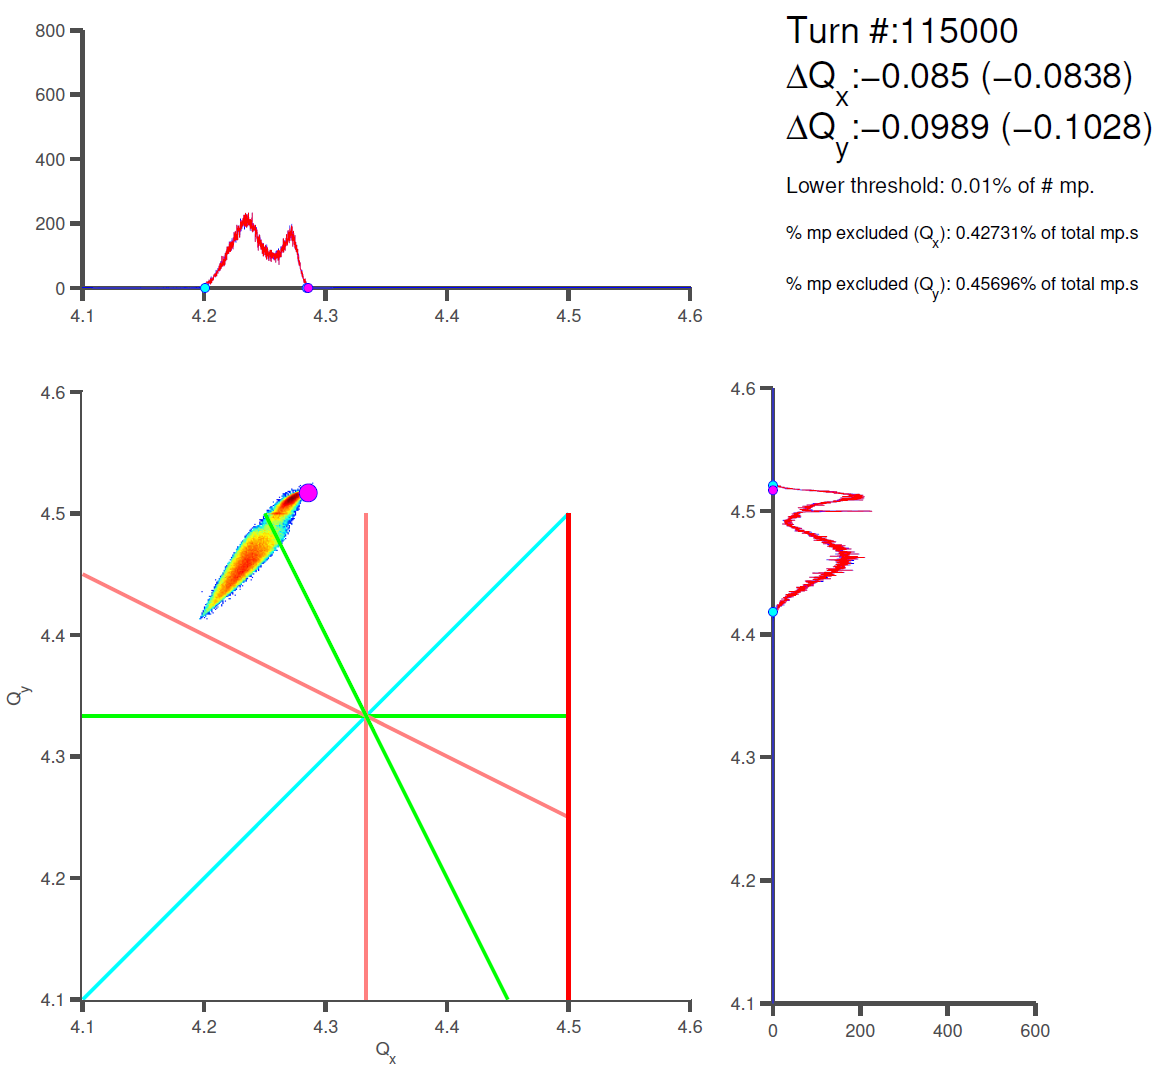 Turn #:115000
ΔQx:−0.085 (−0.0838)
ΔQy:−0.0989 (−0.1028)
Lower threshold: 0.01% of # mp.
% mp excluded (Qx): 0.42731% of total mp.s
% mp excluded (Qy): 0.45696% of total mp.s
800
600
400
200
0
4.1 4.2 4.3 4.4 4.5 4.6
4.6
4.5
4.4
4.3
4.2
4.1
Qy
4.1 4.2 4.3 4.4 4.5 4.6
Qx
4.6
4.5
4.4
4.3
4.2
4.1
0 200 400 600